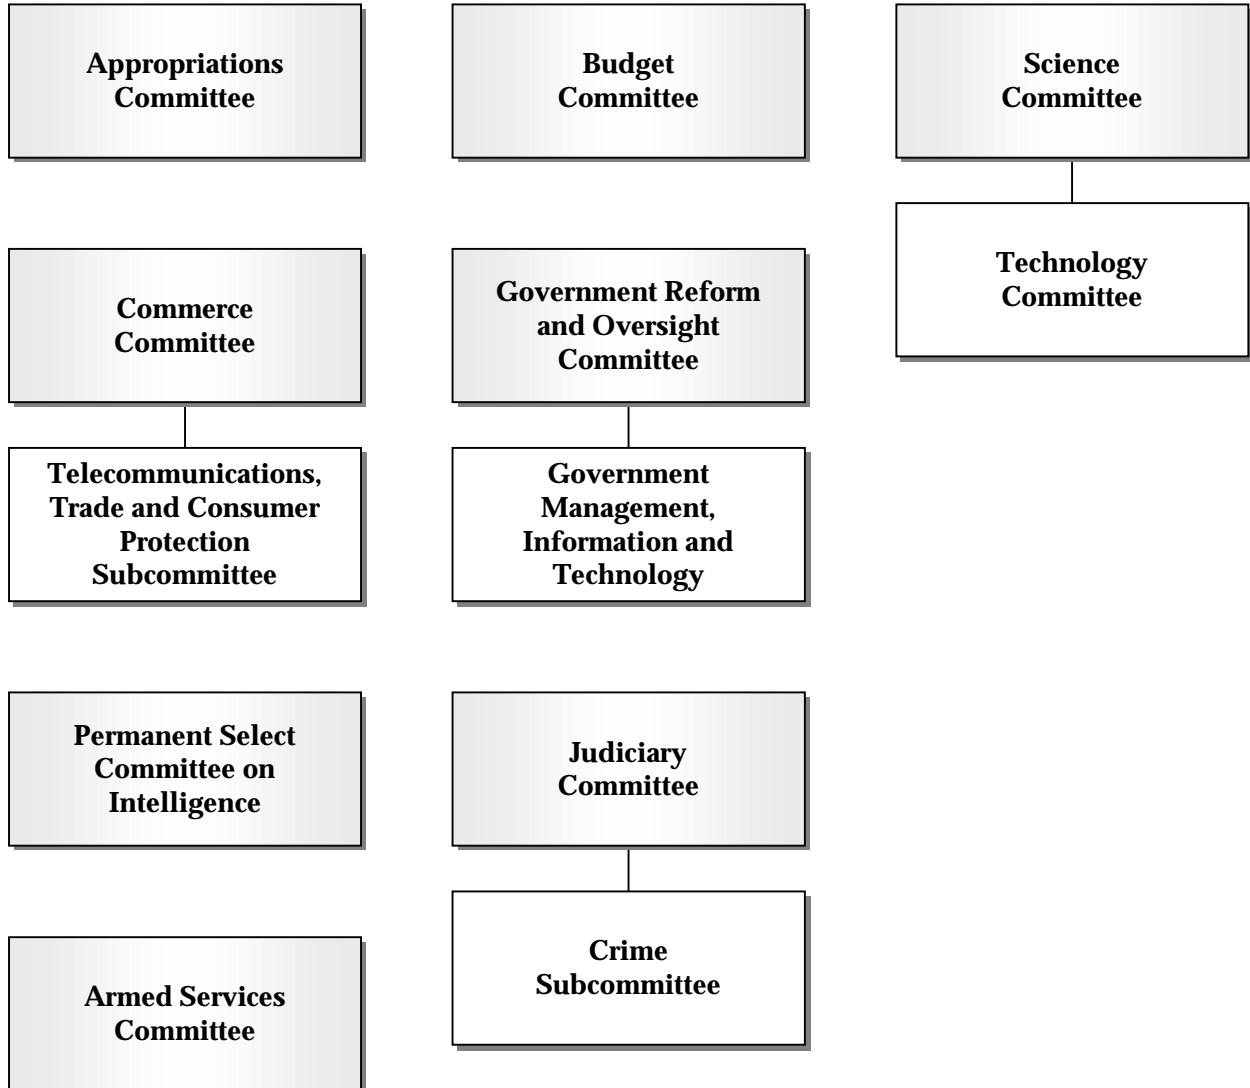 Appropriations
Committee
Budget
Committee
Science
Committee
Technology
Committee
Commerce
Committee
Government Reform
and Oversight
Committee
Telecommunications,
Trade and Consumer
Protection
Subcommittee
Government
Management,
Information and
Technology
Permanent Select
Committee on
Intelligence
Judiciary
Committee
Crime
Subcommittee
Armed Services
Committee